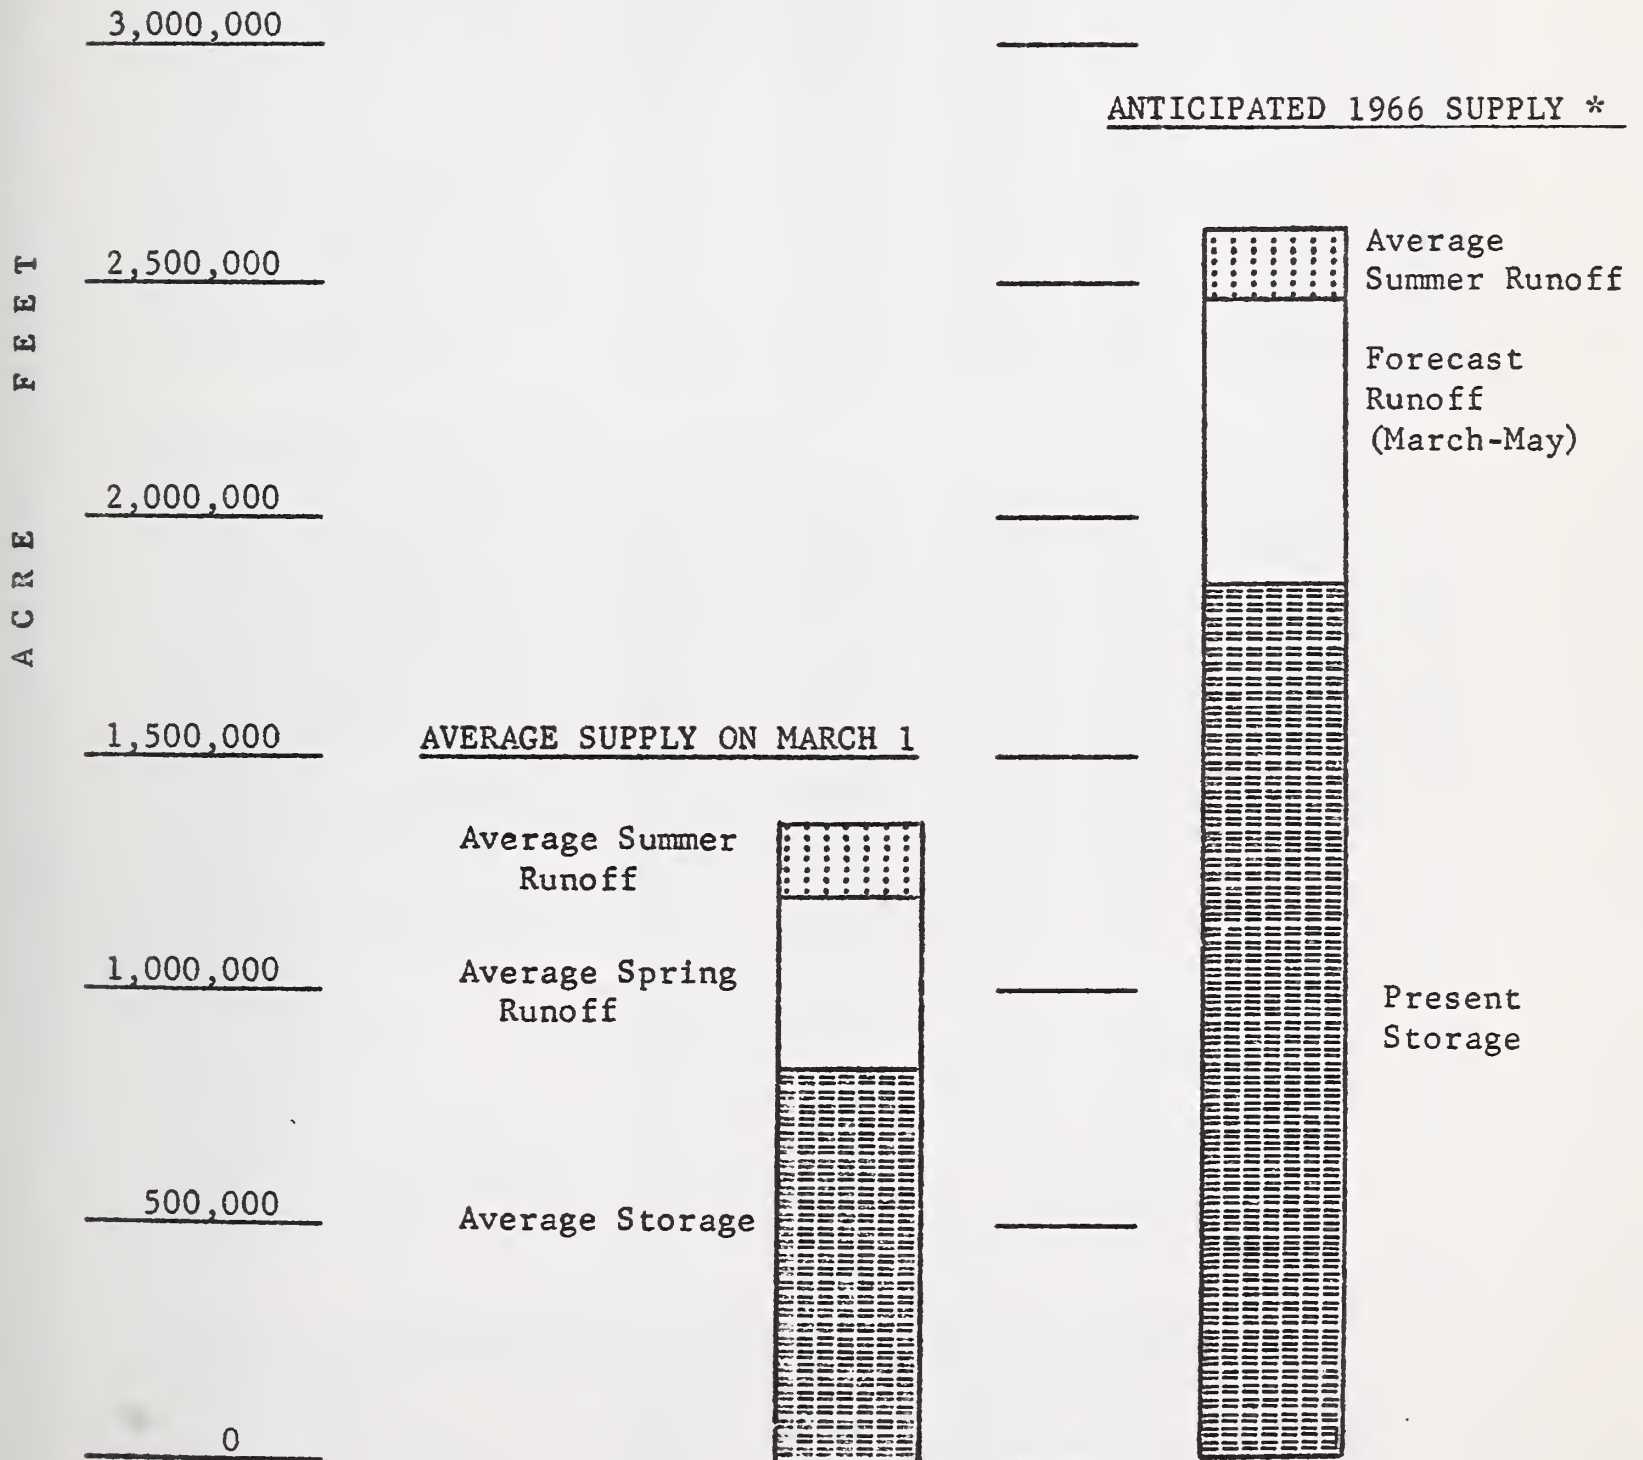 3,000,000
ANTICIPATED 1966 SUPPLY *
2,500,000
Average
Summer Runoff
Forecast
Runoff
(March-May)
2,000,000
ACRE FEET
1,500,000
AVERAGE SUPPLY ON MARCH 1
Average Summer
Runoff
1,000,000
Average Spring
Runoff
Present
Storage
500,000
Average Storage
0